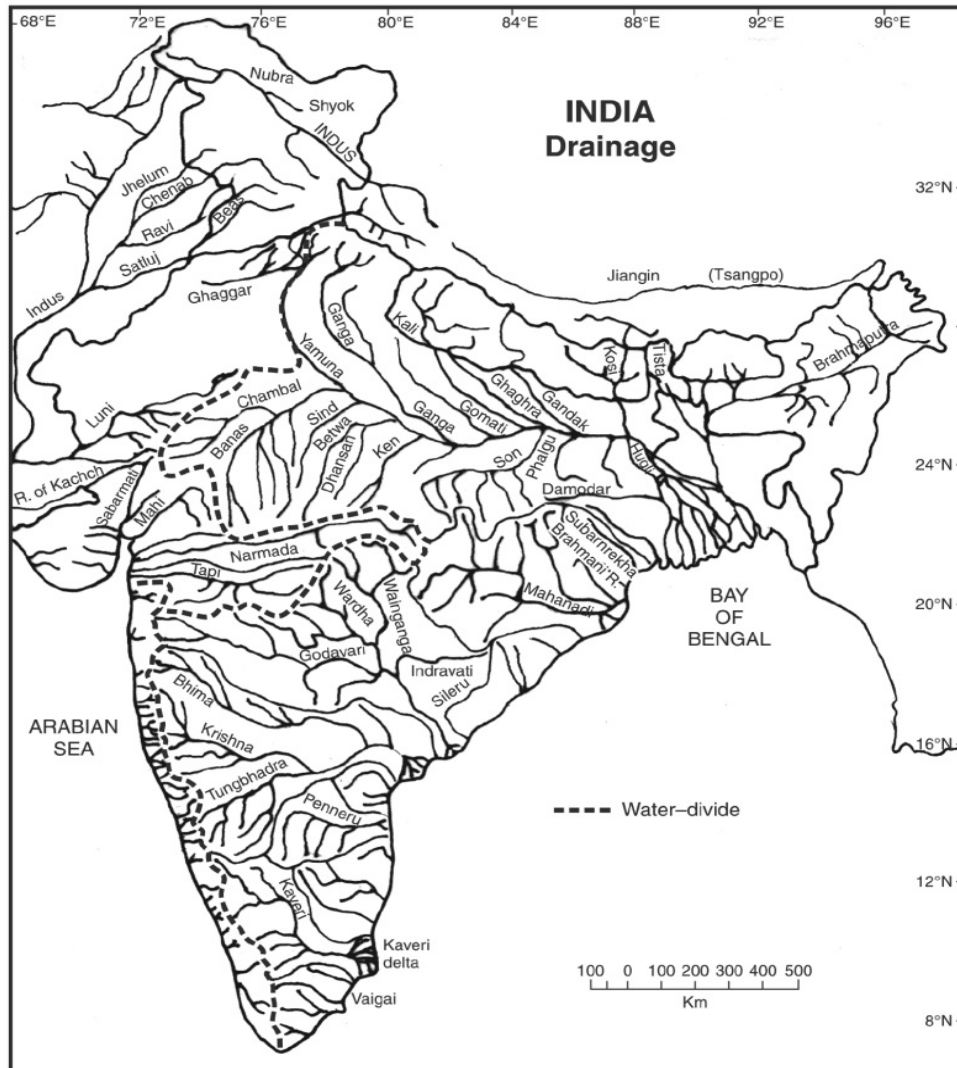 68°E 72°E 76°E 80°E 84°E 88°E 92°E 96°E
INDIA
Drainage
Nubra
Shyok
INDUS
32°N
Jhelum
Chenab
Ravi
Beas
Satluj
Indus
Ghaggar
Jiangin (Tsangpo)
Ganga
Kali
Yamuna
Kosi
Tista
Brahmaputra
Luni
Chambal
Banas
Sind
Betwa
Dhansan
Ken
Ganga
Gomati
Ghaohra
Gandak
Son
Phalgu
Hugli
24°N
R. of Kachch
Sabarmati
Mahi
Damodar
Subarnrekha
Brahmani R.
Narmada
Tapi
Wardha
Wainganga
Mahanadi
20°N
BAY
OF
BENGAL
Godavari
Indravati
Sileru
ARABIAN
SEA
Bhima
Krishna
16°N
Tungbhadra
Penneru
Water–divide
Kaveri
12°N
Kaveri
delta
Vaigai
100 0 100 200 300 400 500
Km
8°N